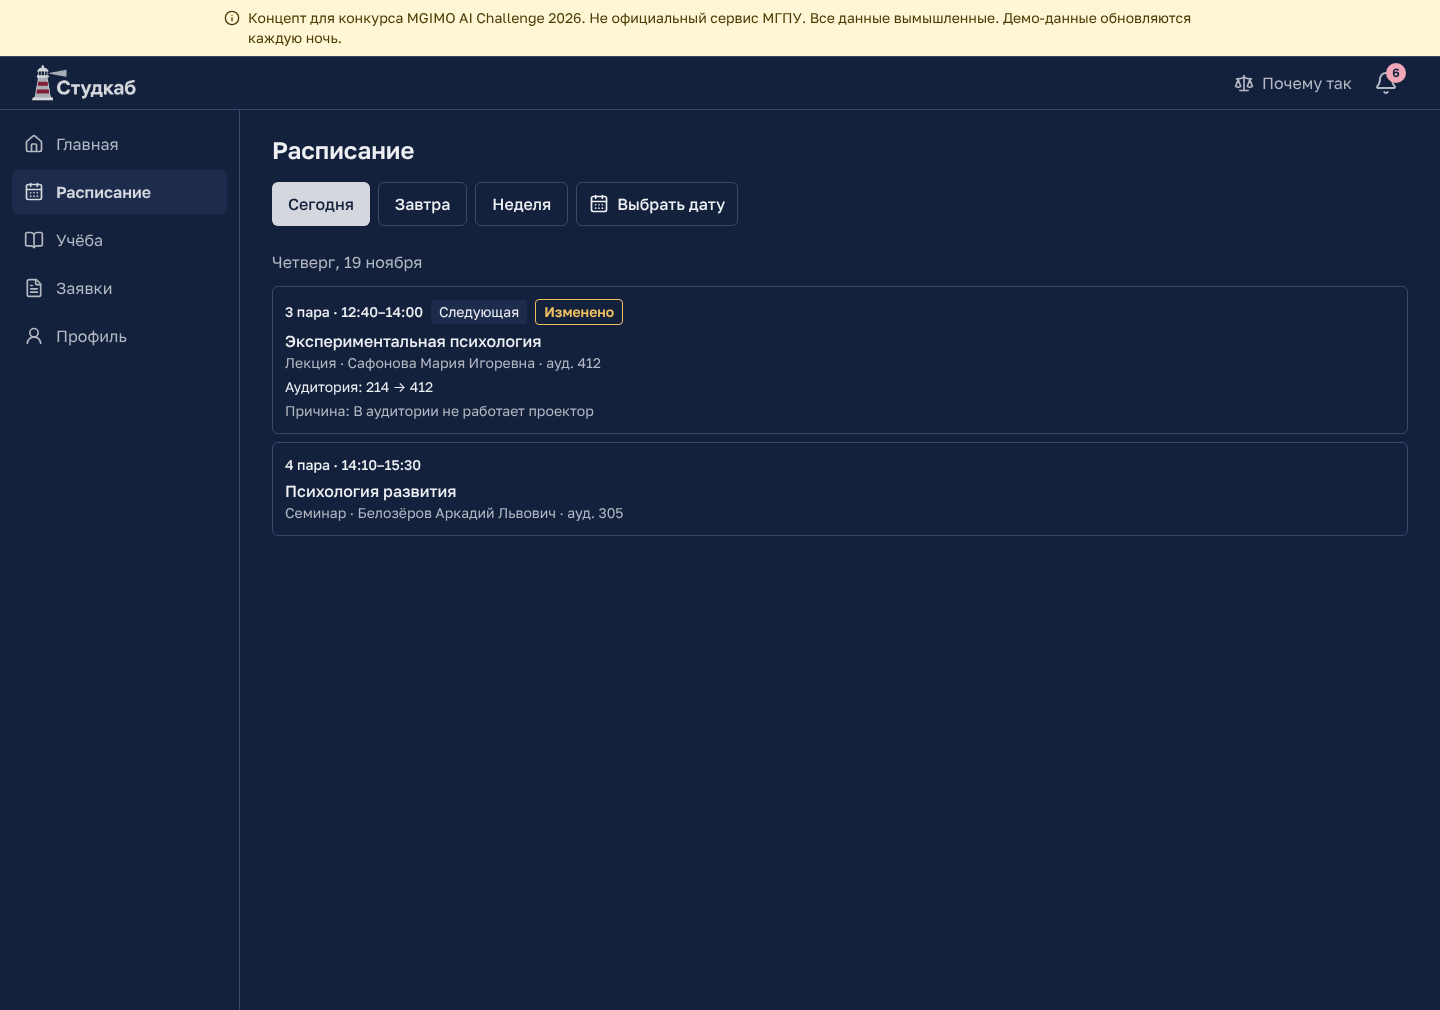 Концепт для конкурса MGIMO AI Challenge 2026. Не официальный сервис МГПУ. Все данные вымышленные. Демо-данные обновляются
каждую ночь.
Студкаб
Почему так
6
Главная
Расписание
Учёба
Заявки
Профиль
Расписание
Сегодня
Завтра
Неделя
Выбрать дату
Четверг, 19 ноября
3 пара · 12:40–14:00 Следующая Изменено
Экспериментальная психология
Лекция · Сафонова Мария Игоревна · ауд. 412
Аудитория: 214 → 412
Причина: В аудитории не работает проектор
4 пара · 14:10–15:30
Психология развития
Семинар · Белозёров Аркадий Львович · ауд. 305